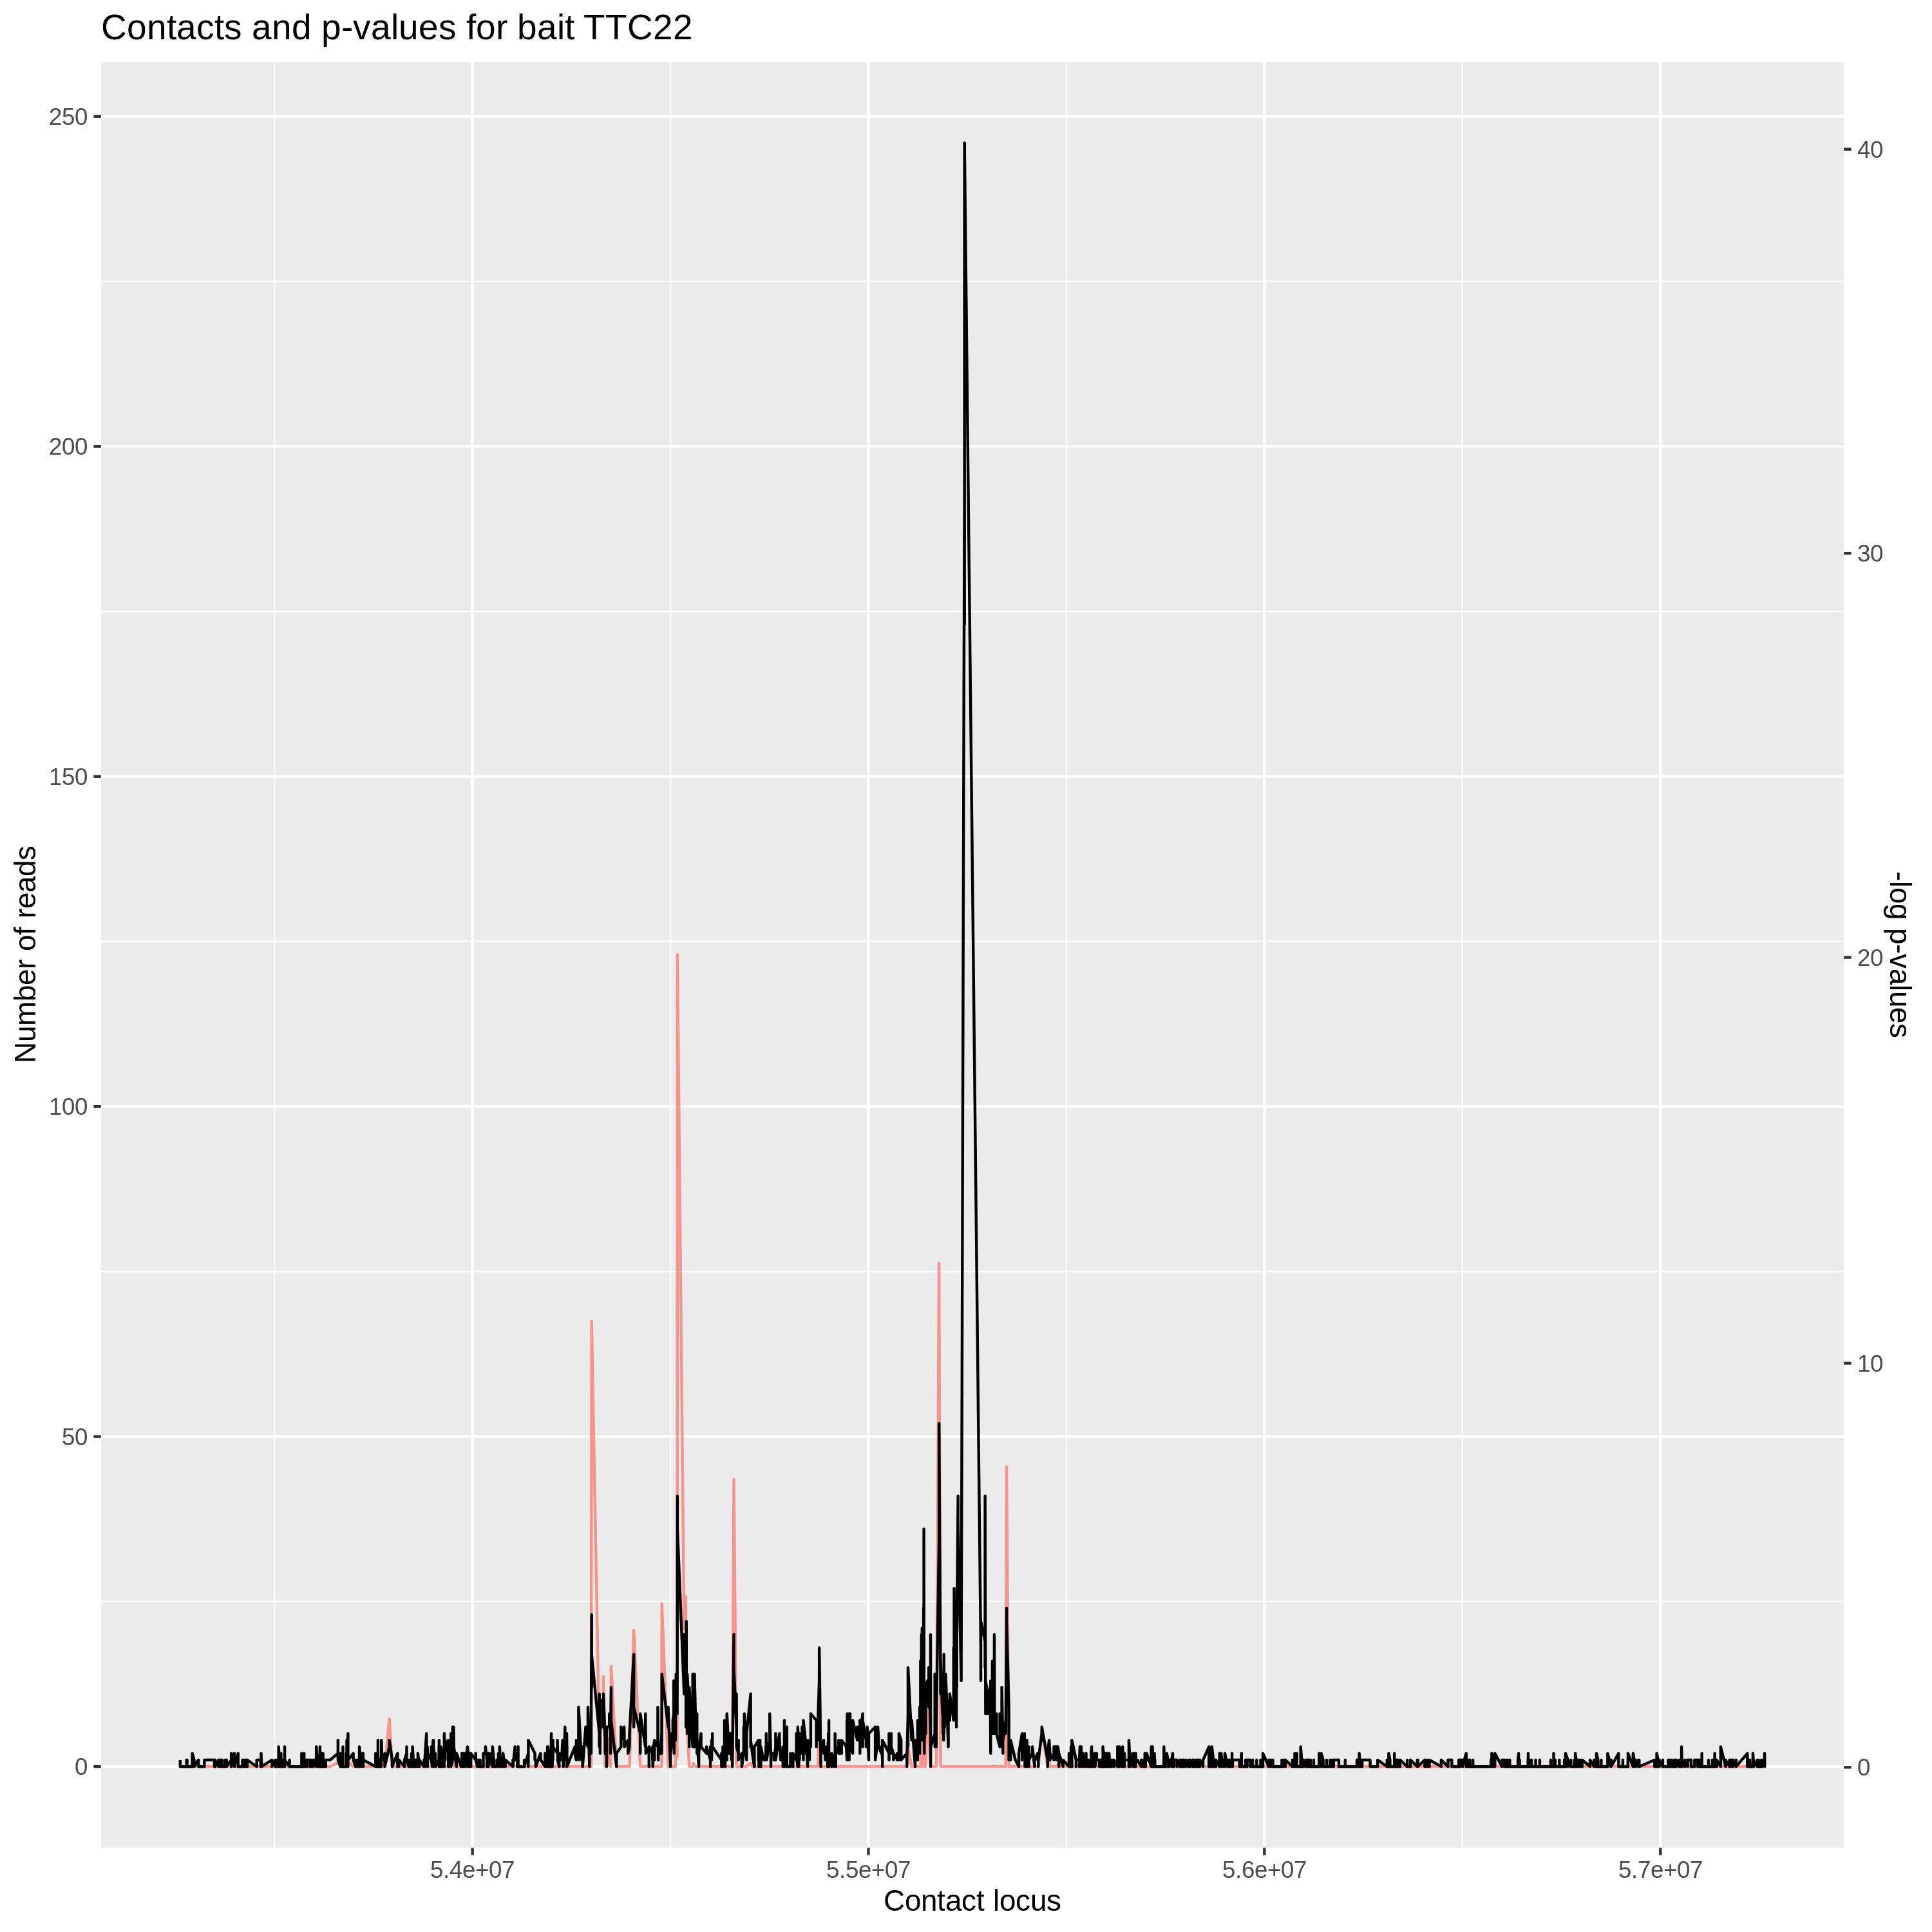 Contacts and p-values for bait TTC22
250
200
150
100
50
0
Number of reads
40
30
20
10
0
-log p-values
5.4e+07
5.5e+07
5.6e+07
5.7e+07
Contact locus